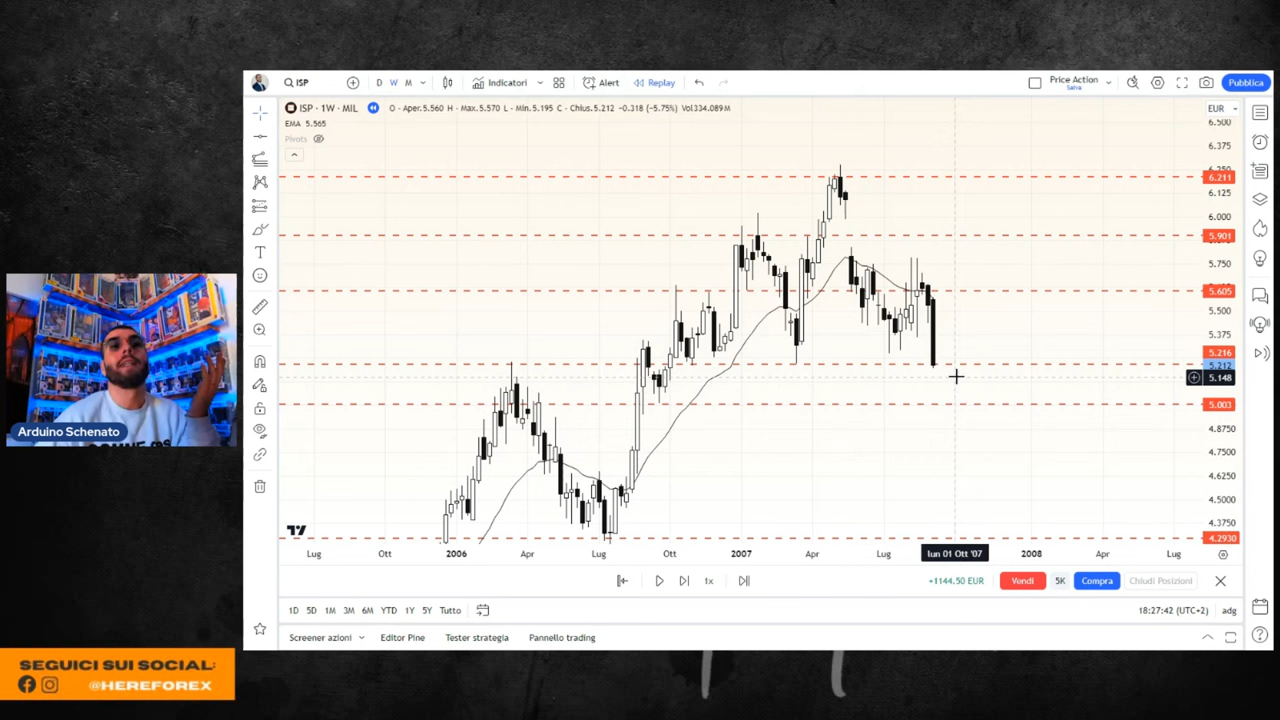 ISP
D W M
Indicatori
Alert
Replay
Price Action
Salva
Pubblica
ISP · 1W · MIL
O - Aper.5.560 H - Max.5.570 L - Min.5.195 C - Chius.5.212 -0.318 (-5.75%) Vol334.089M
EMA 5.565
Pivots
EUR
6.500
6.375
6.211
6.125
6.000
5.901
5.750
5.605
5.500
5.375
5.216
5.212
5.148
5.003
4.8750
4.7500
4.6250
4.5000
4.3750
4.2930
Lug Ott 2006 Apr Lug Ott 2007 Apr Lug lun 01 Ott '07 2008 Apr Lug
1x
+1144.50 EUR
Vendi
5K
Compra
Chiudi Posizioni
1D 5D 1M 3M 6M YTD 1Y 5Y Tutto
18:27:42 (UTC+2) adg
Screener azioni Editor Pine Tester strategia Pannello trading
Arduino Schenato
SEGUICI SUI SOCIAL:
@HEREFOREX